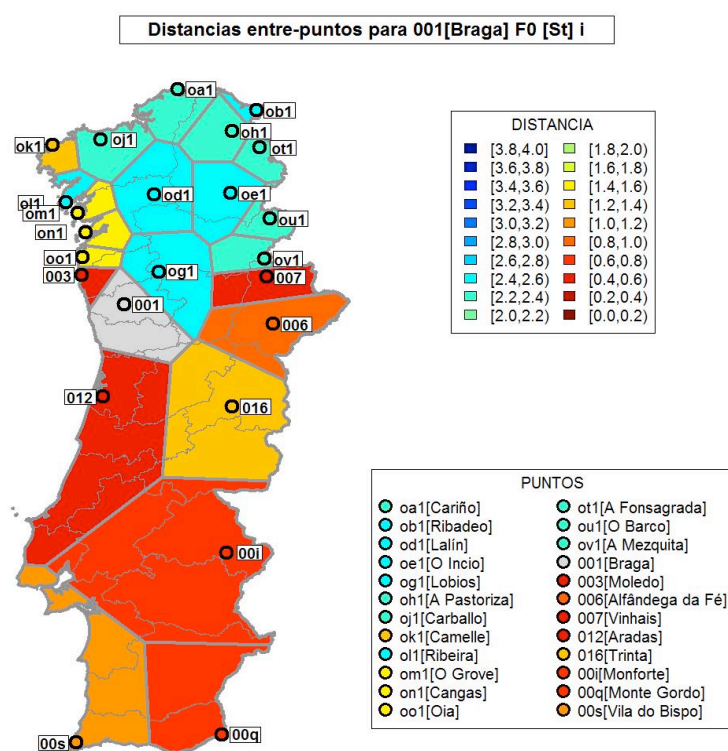 Distancias entre-puntos para 001[Braga] F0 [St] i
oa1
ob1
oh1
oj1
ok1
ot1
od1
oe1
ol1
om1
ou1
on1
oo1
ov1
003
og1
007
001
006
012
016
00i
00q
00s
DISTANCIA
[3.8,4.0] [1.8,2.0)
[3.6,3.8) [1.6,1.8)
[3.4,3.6) [1.4,1.6)
[3.2,3.4) [1.2,1.4)
[3.0,3.2) [1.0,1.2)
[2.8,3.0) [0.8,1.0)
[2.6,2.8) [0.6,0.8)
[2.4,2.6) [0.4,0.6)
[2.2,2.4) [0.2,0.4)
[2.0,2.2) [0.0,0.2)
PUNTOS
oa1[Cariño] ot1[A Fonsagrada]
ob1[Ribadeo] ou1[O Barco]
od1[Lalín] ov1[A Mezquita]
oe1[O Incio] 001[Braga]
og1[Lobios] 003[Moledo]
oh1[A Pastoriza] 006[Alfândega da Fé]
oj1[Carballo] 007[Vinhais]
ok1[Camelle] 012[Aradas]
ol1[Ribeira] 016[Trinta]
om1[O Grove] 00i[Monforte]
on1[Cangas] 00q[Monte Gordo]
oo1[Oia] 00s[Vila do Bispo]